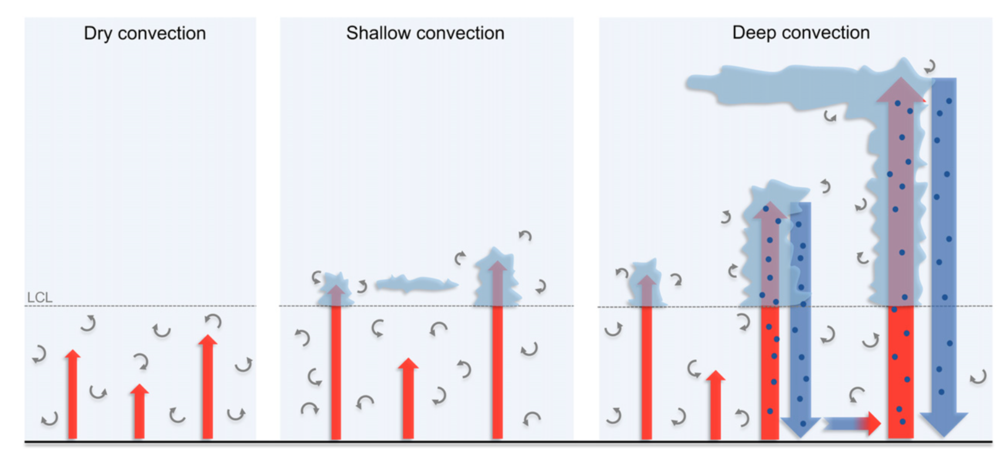 Dry convection
Shallow convection
Deep convection
LCL